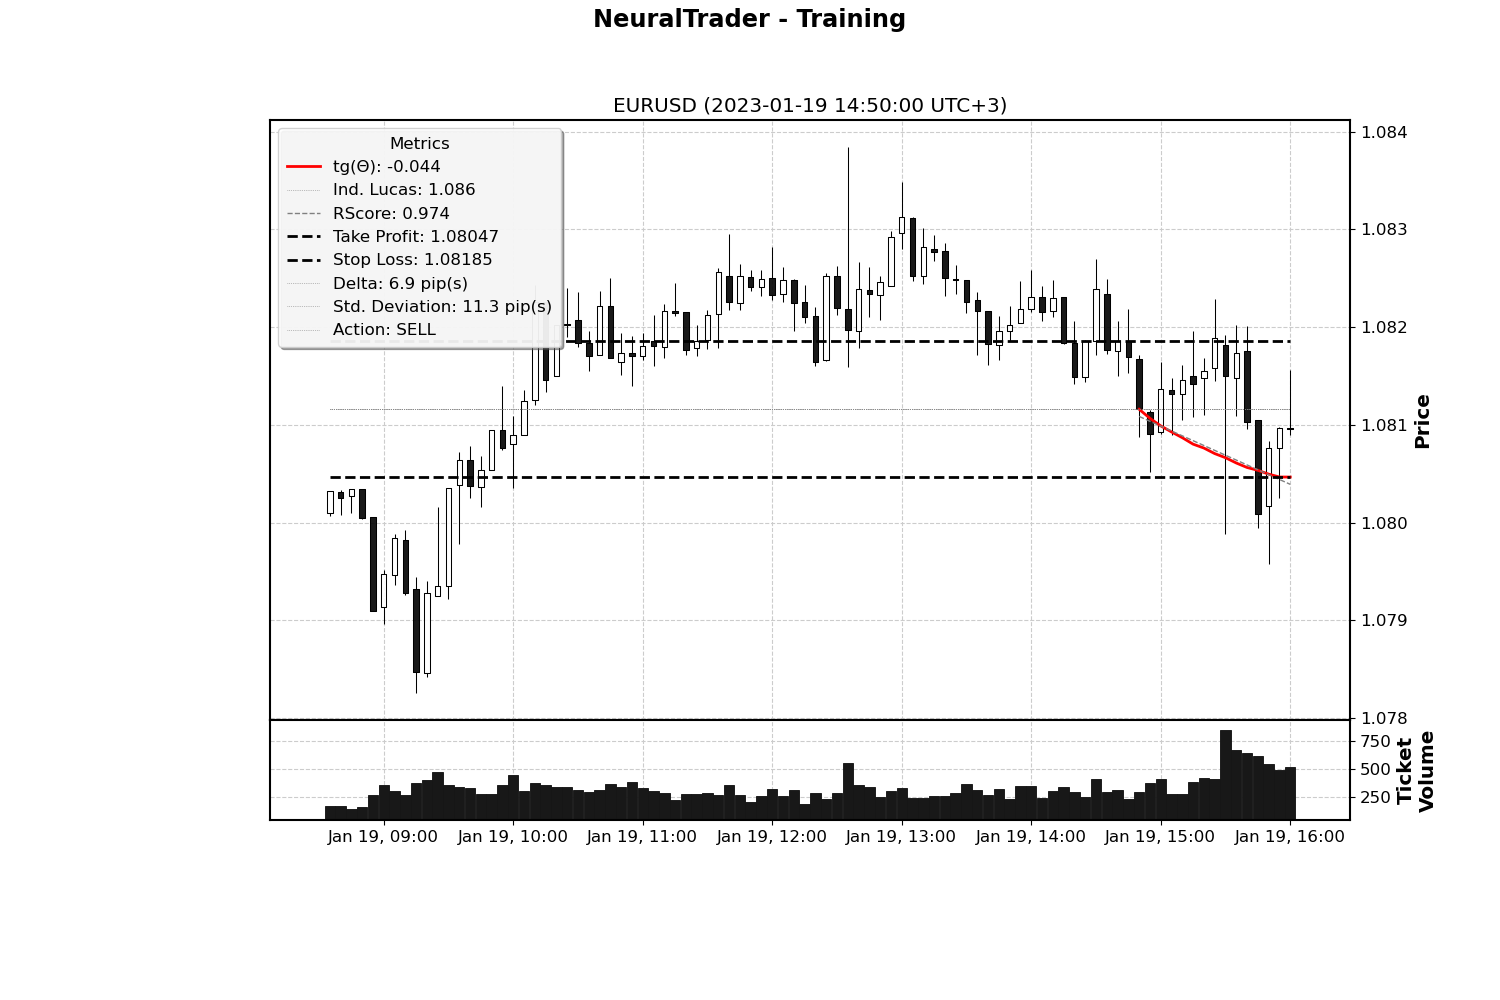 NeuralTrader - Training
EURUSD (2023-01-19 14:50:00 UTC+3)
Metrics
tg(Θ): -0.044
Ind. Lucas: 1.086
RScore: 0.974
Take Profit: 1.08047
Stop Loss: 1.08185
Delta: 6.9 pip(s)
Std. Deviation: 11.3 pip(s)
Action: SELL
1.084
1.083
1.082
1.081
1.080
1.079
1.078
Price
750
500
250
Ticket
Volume
Jan 19, 09:00
Jan 19, 10:00
Jan 19, 11:00
Jan 19, 12:00
Jan 19, 13:00
Jan 19, 14:00
Jan 19, 15:00
Jan 19, 16:00